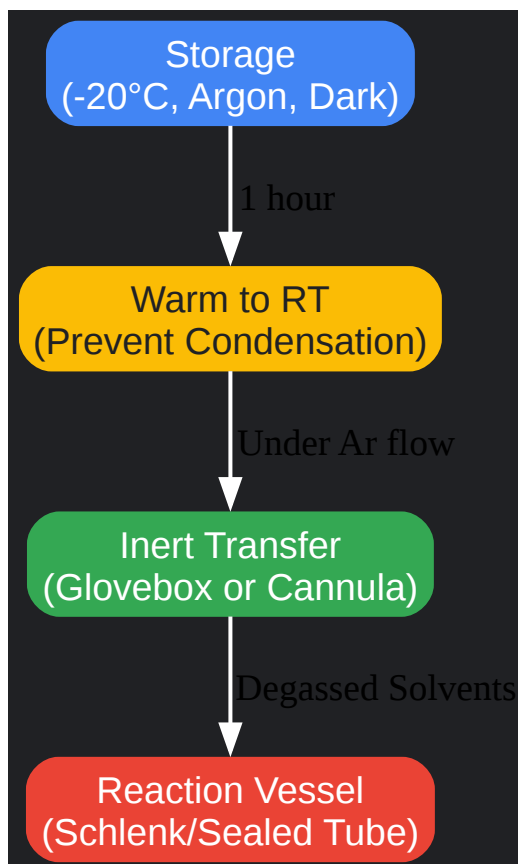 Storage
(-20°C, Argon, Dark)
1 hour
Warm to RT
(Prevent Condensation)
Under Ar flow
Inert Transfer
(Glovebox or Cannula)
Degassed Solvents
Reaction Vessel
(Schlenk/Sealed Tube)